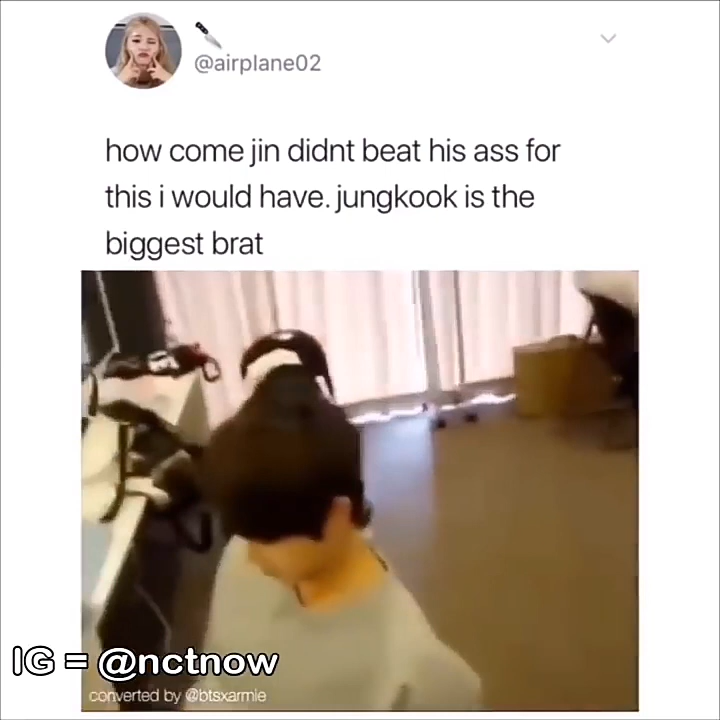 @airplane02
how come jin didnt beat his ass for
this i would have. jungkook is the
biggest brat
IG = @nctnow
converted by @btsxarmie